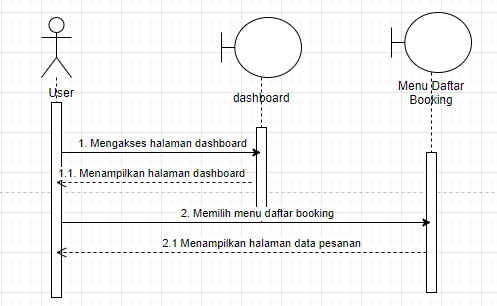 User
dashboard
Menu Daftar
Booking
1. Mengakses halaman dashboard
1.1. Menampilkan halaman dashboard
2. Memilih menu daftar booking
2.1 Menampilkan halaman data pesanan